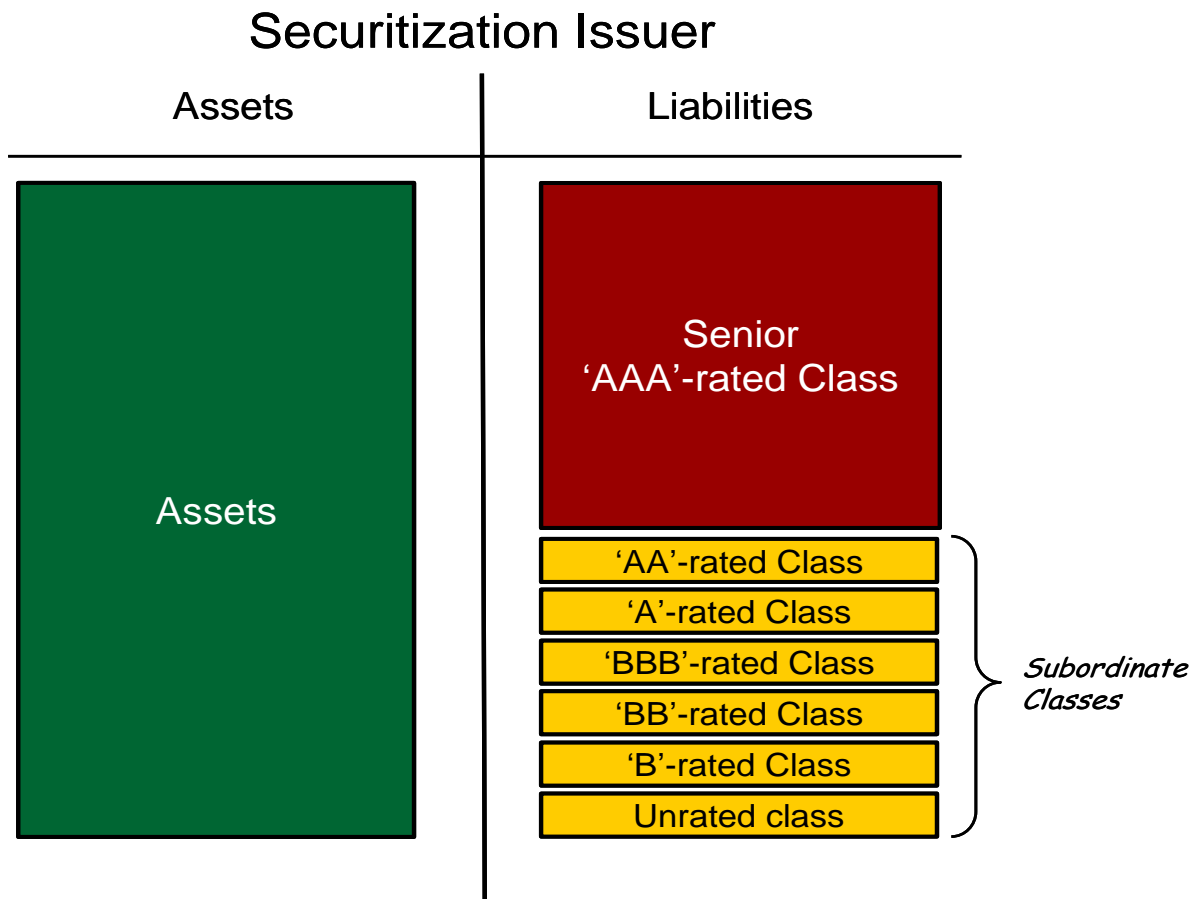 Securitization Issuer
Assets
Liabilities
Assets
Senior
‘AAA’-rated Class
‘AA’-rated Class
‘A’-rated Class
‘BBB’-rated Class
‘BB’-rated Class
‘B’-rated Class
Unrated class
Subordinate
Classes